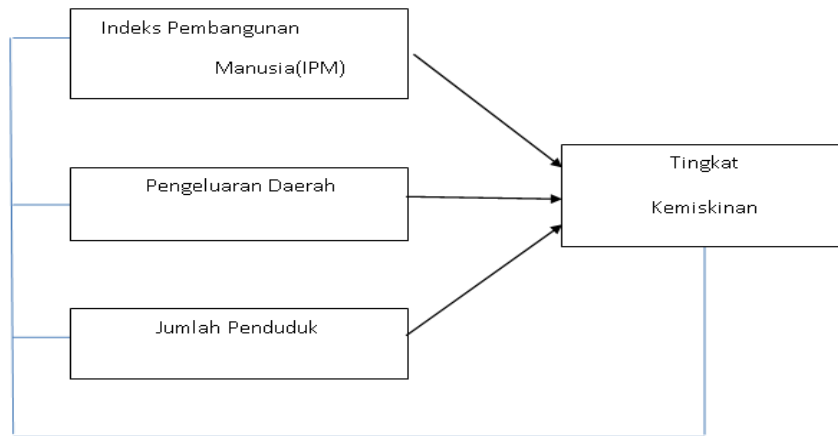 Indeks Pembangunan
Manusia(IPM)
Pengeluaran Daerah
Jumlah Penduduk
Tingkat
Kemiskinan